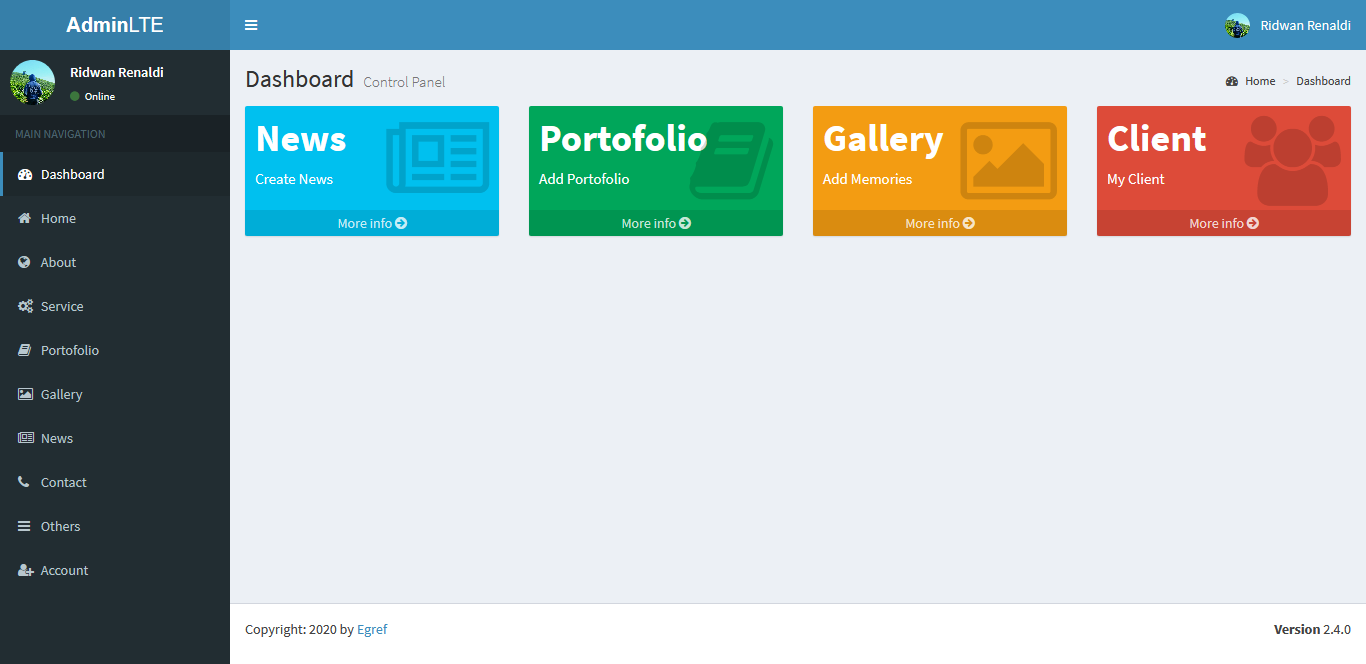 AdminLTE
Ridwan Renaldi
Ridwan Renaldi
Online
MAIN NAVIGATION
Dashboard
Home
About
Service
Portofolio
Gallery
News
Contact
Others
Account
Dashboard Control Panel
Home > Dashboard
News
Create News
More info
Portofolio
Add Portofolio
More info
Gallery
Add Memories
More info
Client
My Client
More info
Copyright: 2020 by Egref
Version 2.4.0